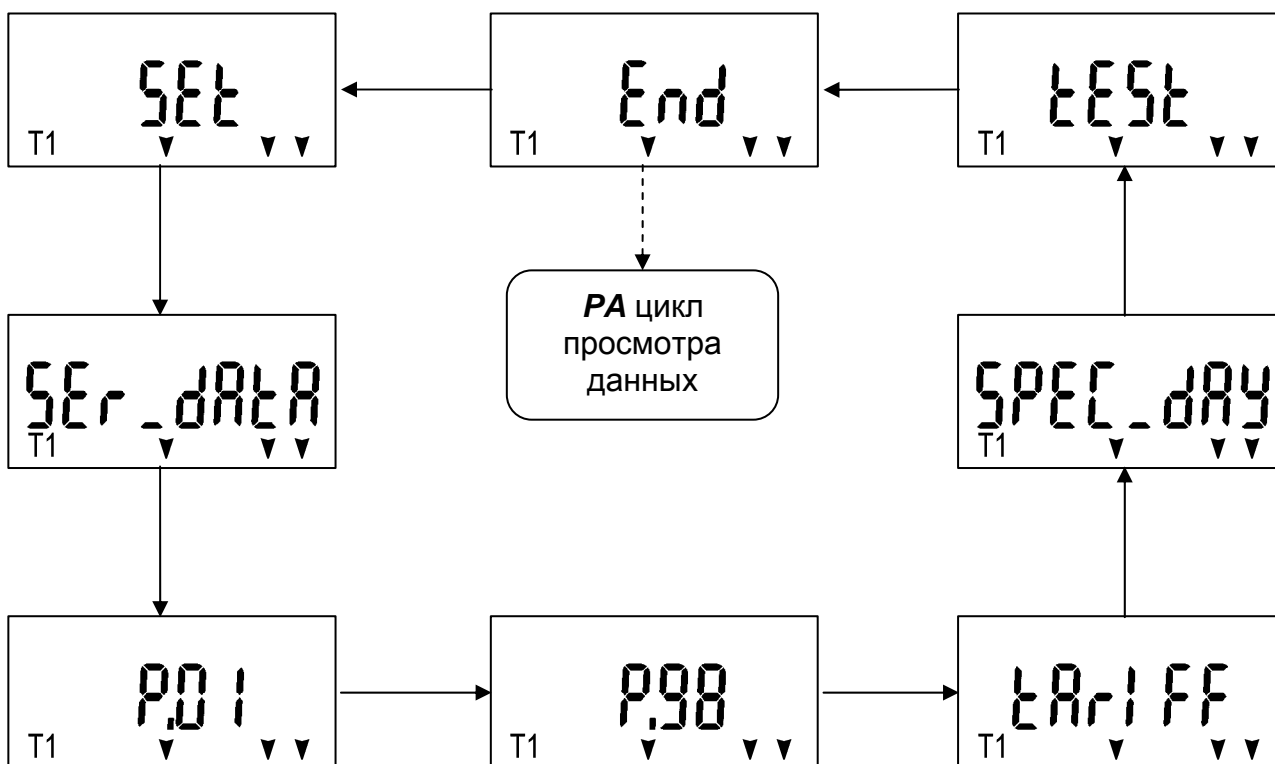 SEt
T1
End
T1
tESt
T1
PA цикл
просмотра
данных
SEr_dAtA
T1
SPEC_dAY
T1
P.01
T1
P.98
T1
tArIFF
T1